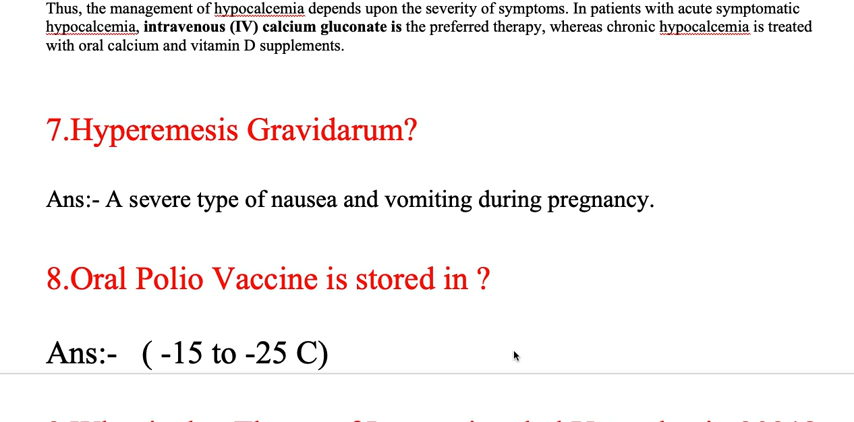 Thus, the management of hypocalcemia depends upon the severity of symptoms. In patients with acute symptomatic
hypocalcemia, intravenous (IV) calcium gluconate is the preferred therapy, whereas chronic hypocalcemia is treated
with oral calcium and vitamin D supplements.
7.Hyperemesis Gravidarum?
Ans:- A severe type of nausea and vomiting during pregnancy.
8.Oral Polio Vaccine is stored in ?
Ans:- ( -15 to -25 C)